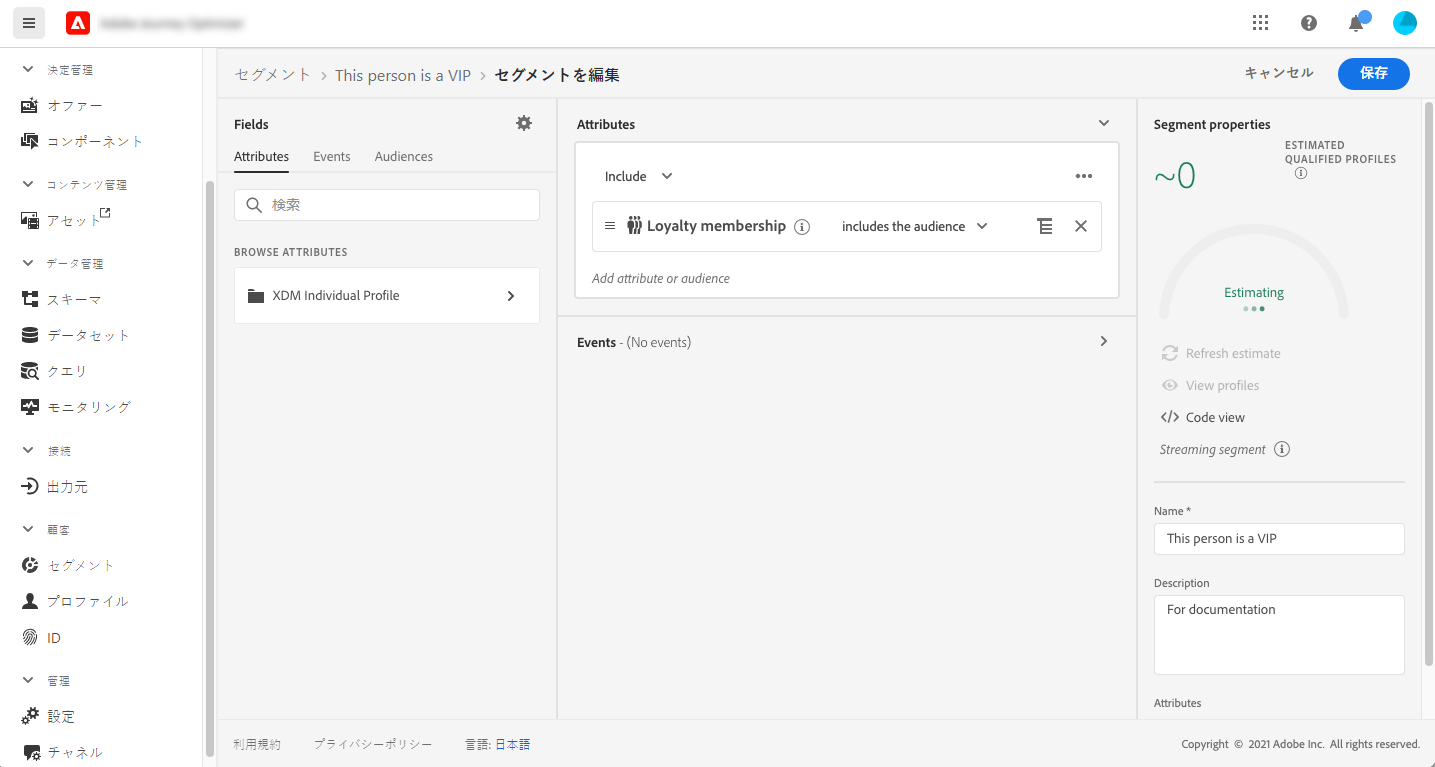 決定管理
オファー
コンポーネント
コンテンツ管理
アセット
データ管理
スキーマ
データセット
クエリ
モニタリング
接続
出力元
顧客
セグメント
プロファイル
ID
管理
設定
チャネル
セグメント › This person is a VIP › セグメントを編集
キャンセル
保存
Fields
Attributes Events Audiences
検索
BROWSE ATTRIBUTES
XDM Individual Profile
Attributes
Include
Loyalty membership includes the audience
Add attribute or audience
Events - (No events)
Segment properties
~0
ESTIMATED
QUALIFIED PROFILES
Estimating
Refresh estimate
View profiles
</> Code view
Streaming segment
Name *
This person is a VIP
Description
For documentation
Attributes
利用規約 プライバシーポリシー 言語: 日本語
Copyright © 2021 Adobe Inc. All rights reserved.